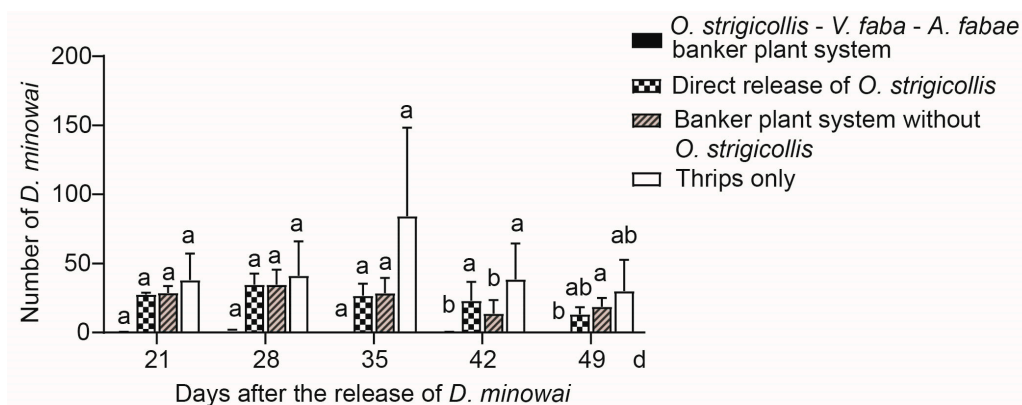 O. strigicollis - V. faba - A. fabae
banker plant system
Direct release of O. strigicollis
Banker plant system without
O. strigicollis
Thrips only
Number of D. minowai
200
150
100
50
0
a a a a
a a a a
a a a a
b a b a
b ab a ab
21 28 35 42 49 d
Days after the release of D. minowai